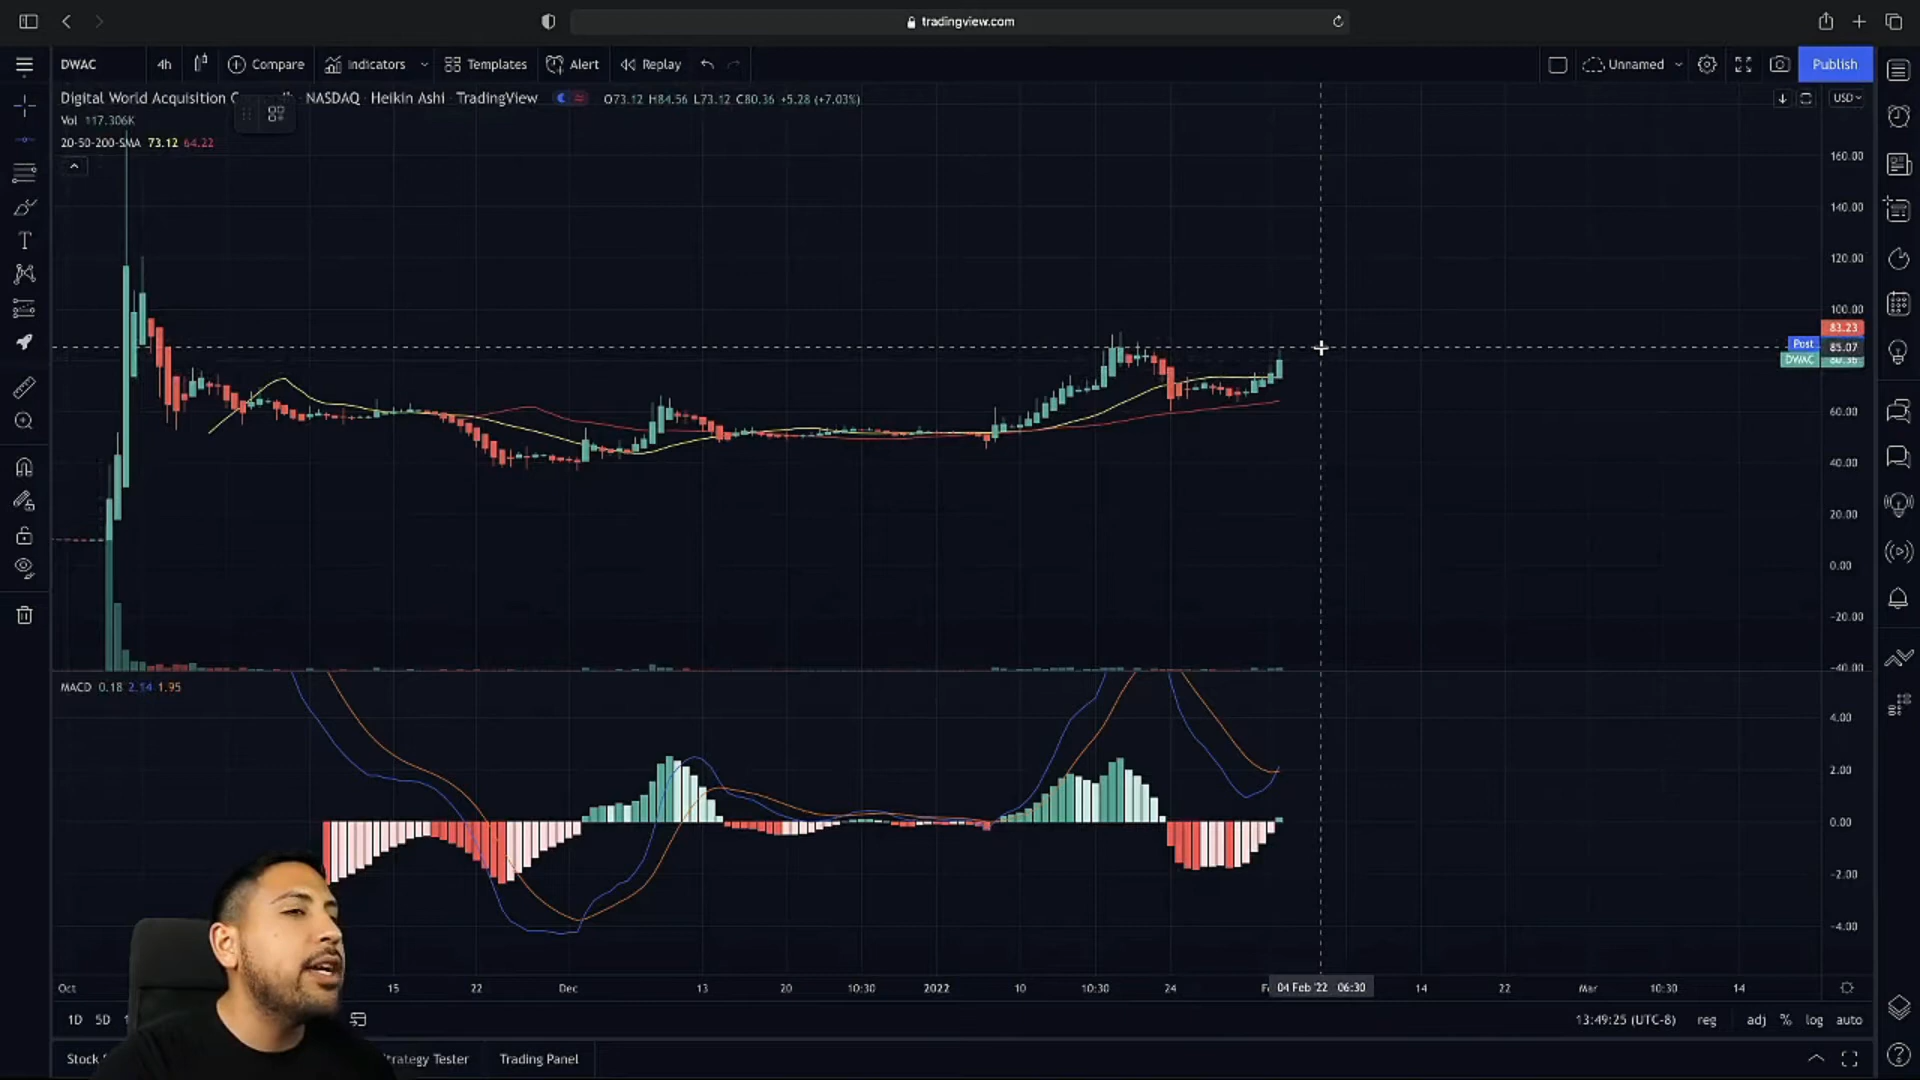 tradingview.com
DWAC 4h Compare Indicators Templates Alert Replay Unnamed Publish
Digital World Acquisition NASDAQ · Heikin Ashi · TradingView O73.12 H84.56 L73.12 C80.36 +5.28 (+7.03%) USD
Vol 117.306K
20-50-200-SMA 73.12 64.22
160.00
140.00
120.00
100.00
83.23
Post 85.07
DWAC 80.36
60.00
40.00
20.00
0.00
-20.00
-40.00
MACD 0.18 2.14 1.95
4.00
2.00
0.00
-2.00
-4.00
Oct 15 22 Dec 13 20 10:30 2022 10 10:30 24 04 Feb '22 06:30 14 22 Mar 10:30 14
1D 5D 13:49:25 (UTC-8) reg adj % log auto
Stock Strategy Tester Trading Panel